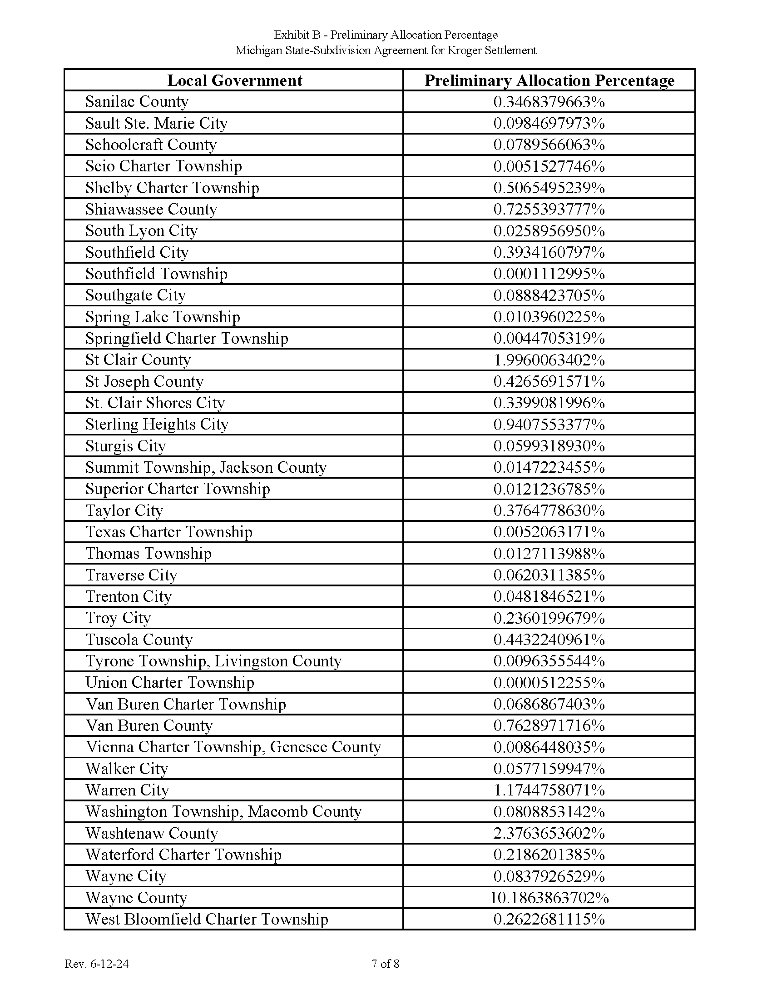 Exhibit B - Preliminary Allocation Percentage
Michigan State-Subdivision Agreement for Kroger Settlement
Local Government Preliminary Allocation Percentage
Sanilac County 0.3468379663%
Sault Ste. Marie City 0.0984697973%
Schoolcraft County 0.0789566063%
Scio Charter Township 0.0051527746%
Shelby Charter Township 0.5065495239%
Shiawassee County 0.7255393777%
South Lyon City 0.0258956950%
Southfield City 0.3934160797%
Southfield Township 0.0001112995%
Southgate City 0.0888423705%
Spring Lake Township 0.0103960225%
Springfield Charter Township 0.0044705319%
St Clair County 1.9960063402%
St Joseph County 0.4265691571%
St. Clair Shores City 0.3399081996%
Sterling Heights City 0.9407553377%
Sturgis City 0.0599318930%
Summit Township, Jackson County 0.0147223455%
Superior Charter Township 0.0121236785%
Taylor City 0.3764778630%
Texas Charter Township 0.0052063171%
Thomas Township 0.0127113988%
Traverse City 0.0620311385%
Trenton City 0.0481846521%
Troy City 0.2360199679%
Tuscola County 0.4432240961%
Tyrone Township, Livingston County 0.0096355544%
Union Charter Township 0.0000512255%
Van Buren Charter Township 0.0686867403%
Van Buren County 0.7628971716%
Vienna Charter Township, Genesee County 0.0086448035%
Walker City 0.0577159947%
Warren City 1.1744758071%
Washington Township, Macomb County 0.0808853142%
Washtenaw County 2.3763653602%
Waterford Charter Township 0.2186201385%
Wayne City 0.0837926529%
Wayne County 10.1863863702%
West Bloomfield Charter Township 0.2622681115%
Rev. 6-12-24 7 of 8